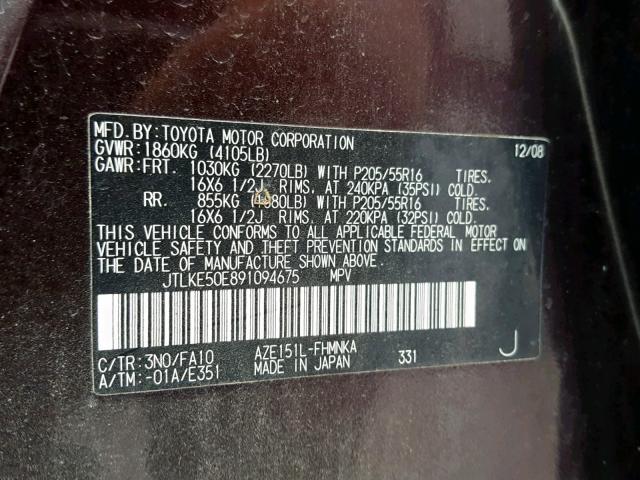 MFD.BY:TOYOTA MOTOR CORPORATION 12/08
GVWR:1860KG (4105LB)
GAWR:FRT. 1030KG (2270LB) WITH P205/55R16 TIRES.
16X6 1/2J RIMS. AT 240KPA (35PSI) COLD.
RR. 855KG WITH P205/55R16 TIRES.
16X6 1/2J RIMS. AT 220KPA (32PSI) COLD.
THIS VEHICLE CONFORMS TO ALL APPLICABLE FEDERAL MOTOR
VEHICLE SAFETY AND THEFT PREVENTION STANDARDS IN EFFECT ON
THE DATE OF MANUFACTURE SHOWN ABOVE.
JTLKE50E891094675 MPV
C/TR:3N0/FA10 AZE151L-FHMNKA
A/TM:-01A/E351 MADE IN JAPAN 331 J